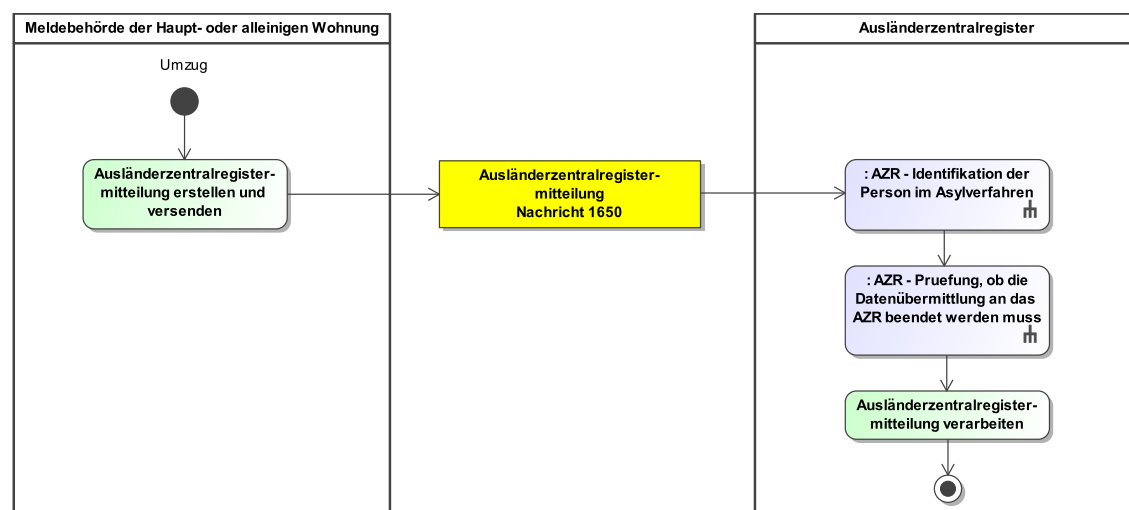 Meldebehörde der Haupt- oder alleinigen Wohnung
Umzug
Ausländerzentralregister-
mitteilung erstellen und
versenden
Ausländerzentralregister-
mitteilung
Nachricht 1650
Ausländerzentralregister
: AZR - Identifikation der
Person im Asylverfahren
: AZR - Pruefung, ob die
Datenübermittlung an das
AZR beendet werden muss
Ausländerzentralregister-
mitteilung verarbeiten